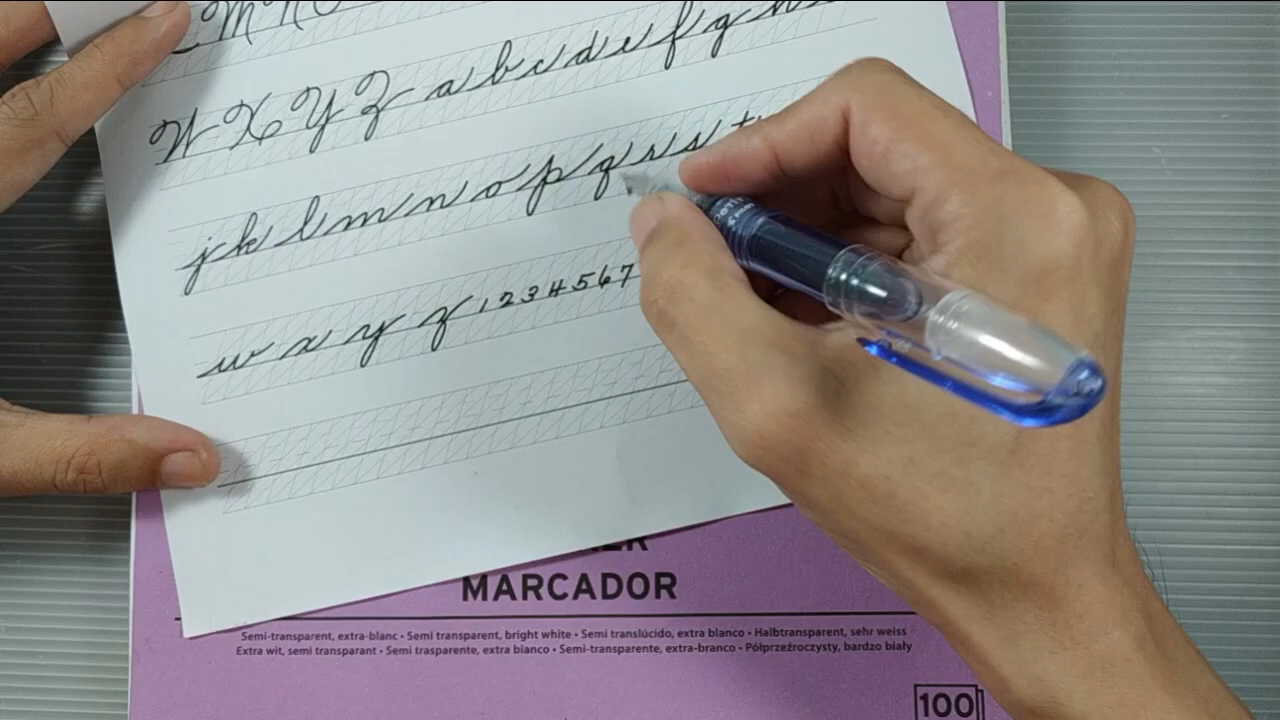 M N
W X Y Z a b c d e f g h
j k l m n o p q r s t
w x y z 1 2 3 4 5 6 7
MARCADOR
Semi-transparent, extra-blanc • Semi transparent, bright white • Semi translúcido, extra blanco • Halbtransparent, sehr weiss
Extra wit, semi transparant • Semi trasparente, extra bianco • Semi-transparente, extra-branco • Półprzeźroczysty, bardzo biały
100